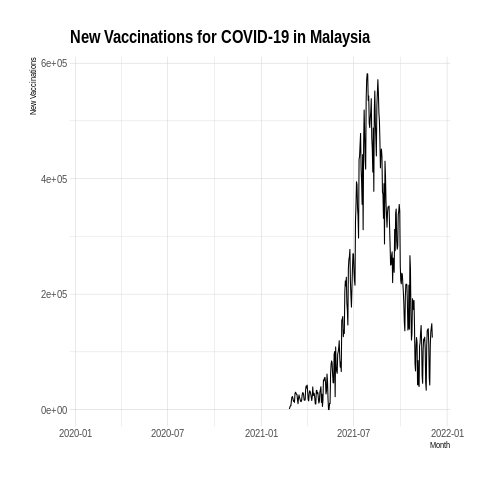 New Vaccinations for COVID-19 in Malaysia
New Vaccinations
6e+05
4e+05
2e+05
0e+00
2020-01 2020-07 2021-01 2021-07 2022-01
Month